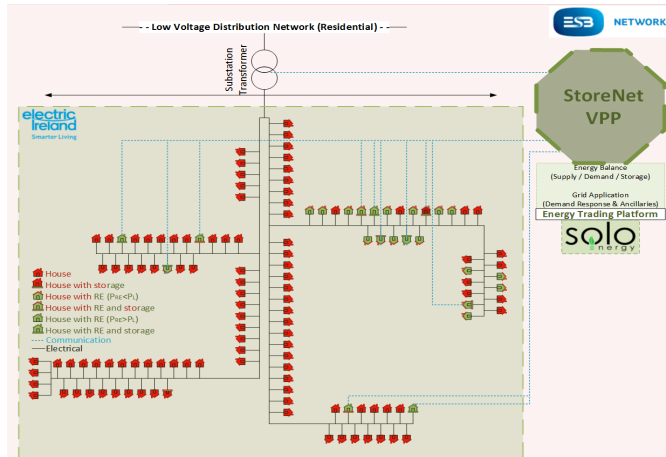 - - Low Voltage Distribution Network (Residential) - -
ESB NETWORK
Substation
Transformer
StoreNet
VPP
electric
Ireland
Smarter Living
Energy Balance
(Supply / Demand / Storage)
Grid Application
(Demand Response & Ancillaries)
Energy Trading Platform
solo
nergy
House
House with storage
House with RE (PRE<PL)
House with RE and storage
House with RE (PRE>PL)
House with RE and storage
Communication
Electrical